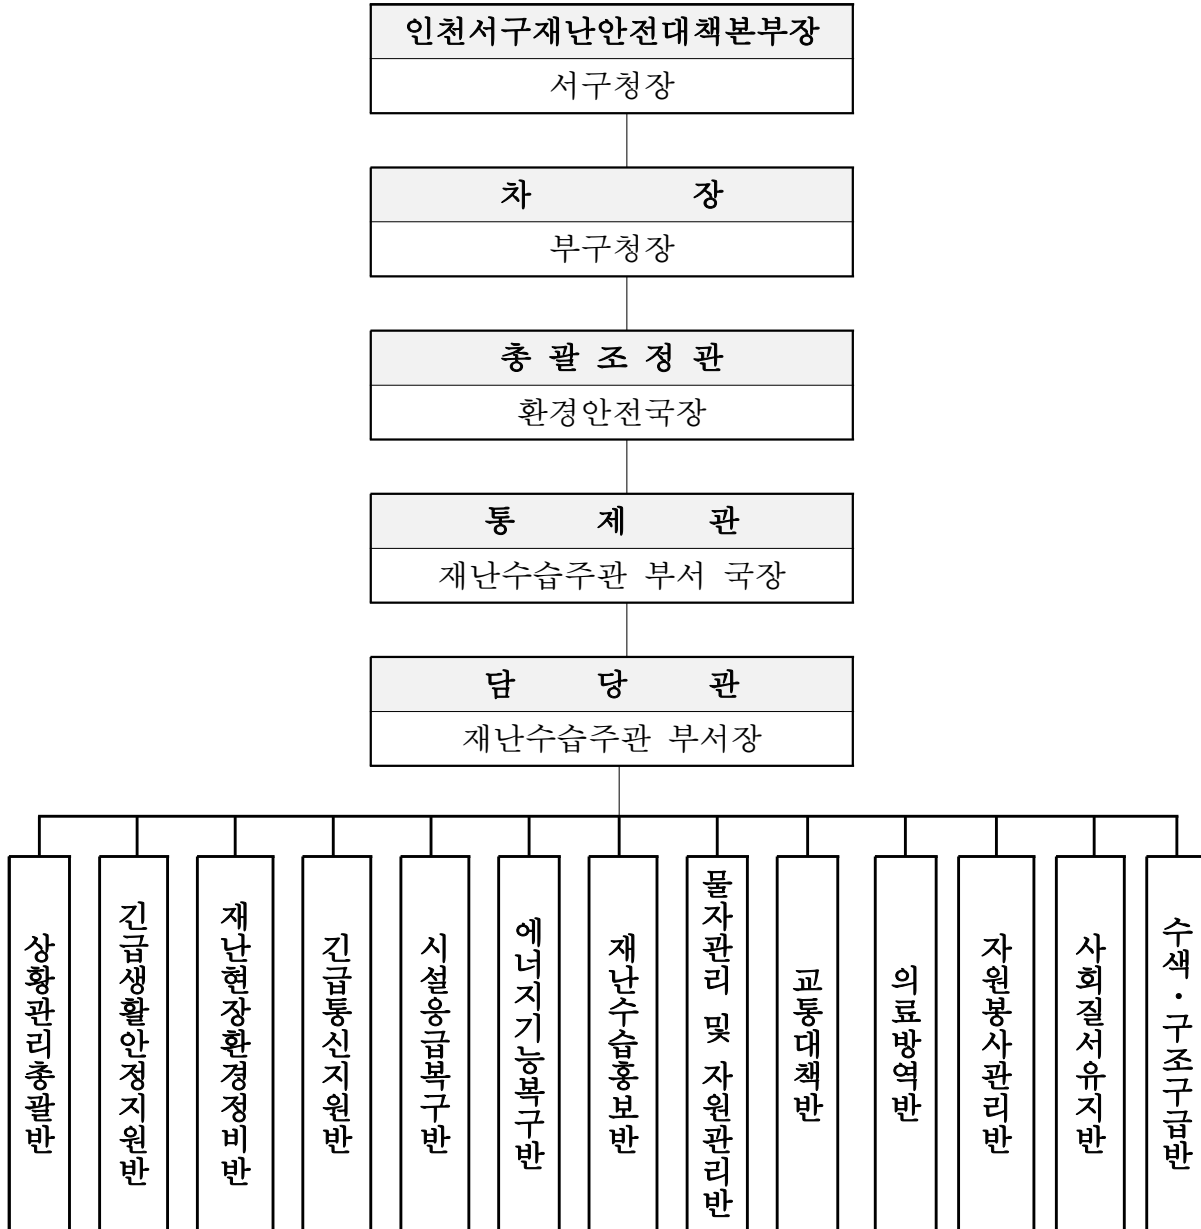 인천서구재난안전대책본부장
서구청장
차 장
부구청장
총 괄 조 정 관
환경안전국장
통 제 관
재난수습주관 부서 국장
담 당 관
재난수습주관 부서장
상황관리총괄반
긴급생활안정지원반
재난현장환경정비반
긴급통신지원반
시설응급복구반
에너지기능복구반
재난수습홍보반
물자관리 및 자원관리반
교통대책반
의료방역반
자원봉사관리반
사회질서유지반
수색·구조구급반